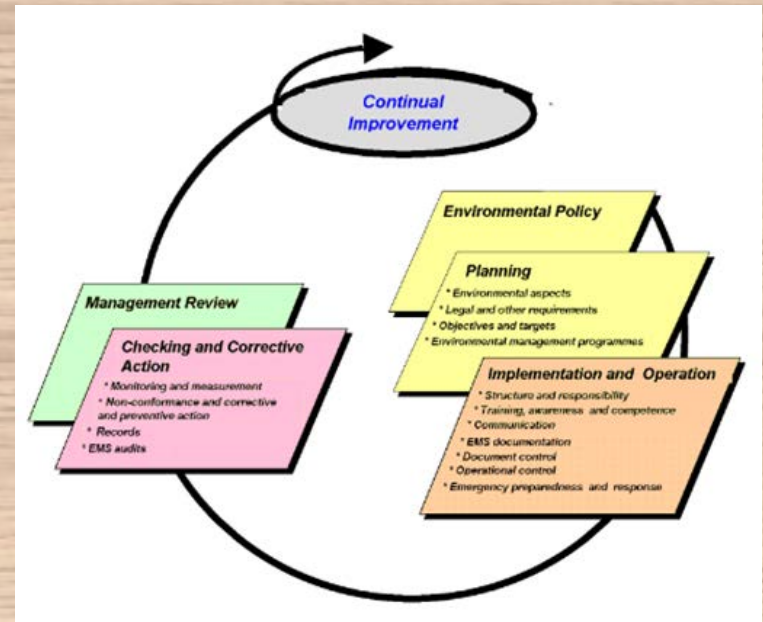 Continual
Improvement
Environmental Policy
Planning
* Environmental aspects
* Legal and other requirements
* Objectives and targets
* Environmental management programmes
Implementation and Operation
* Structure and responsibility
* Training, awareness and competence
* Communication
* EMS documentation
* Document control
* Operational control
* Emergency preparedness and response
Management Review
Checking and Corrective
Action
* Monitoring and measurement
* Non-conformance and corrective
and preventive action
* Records
* EMS audits